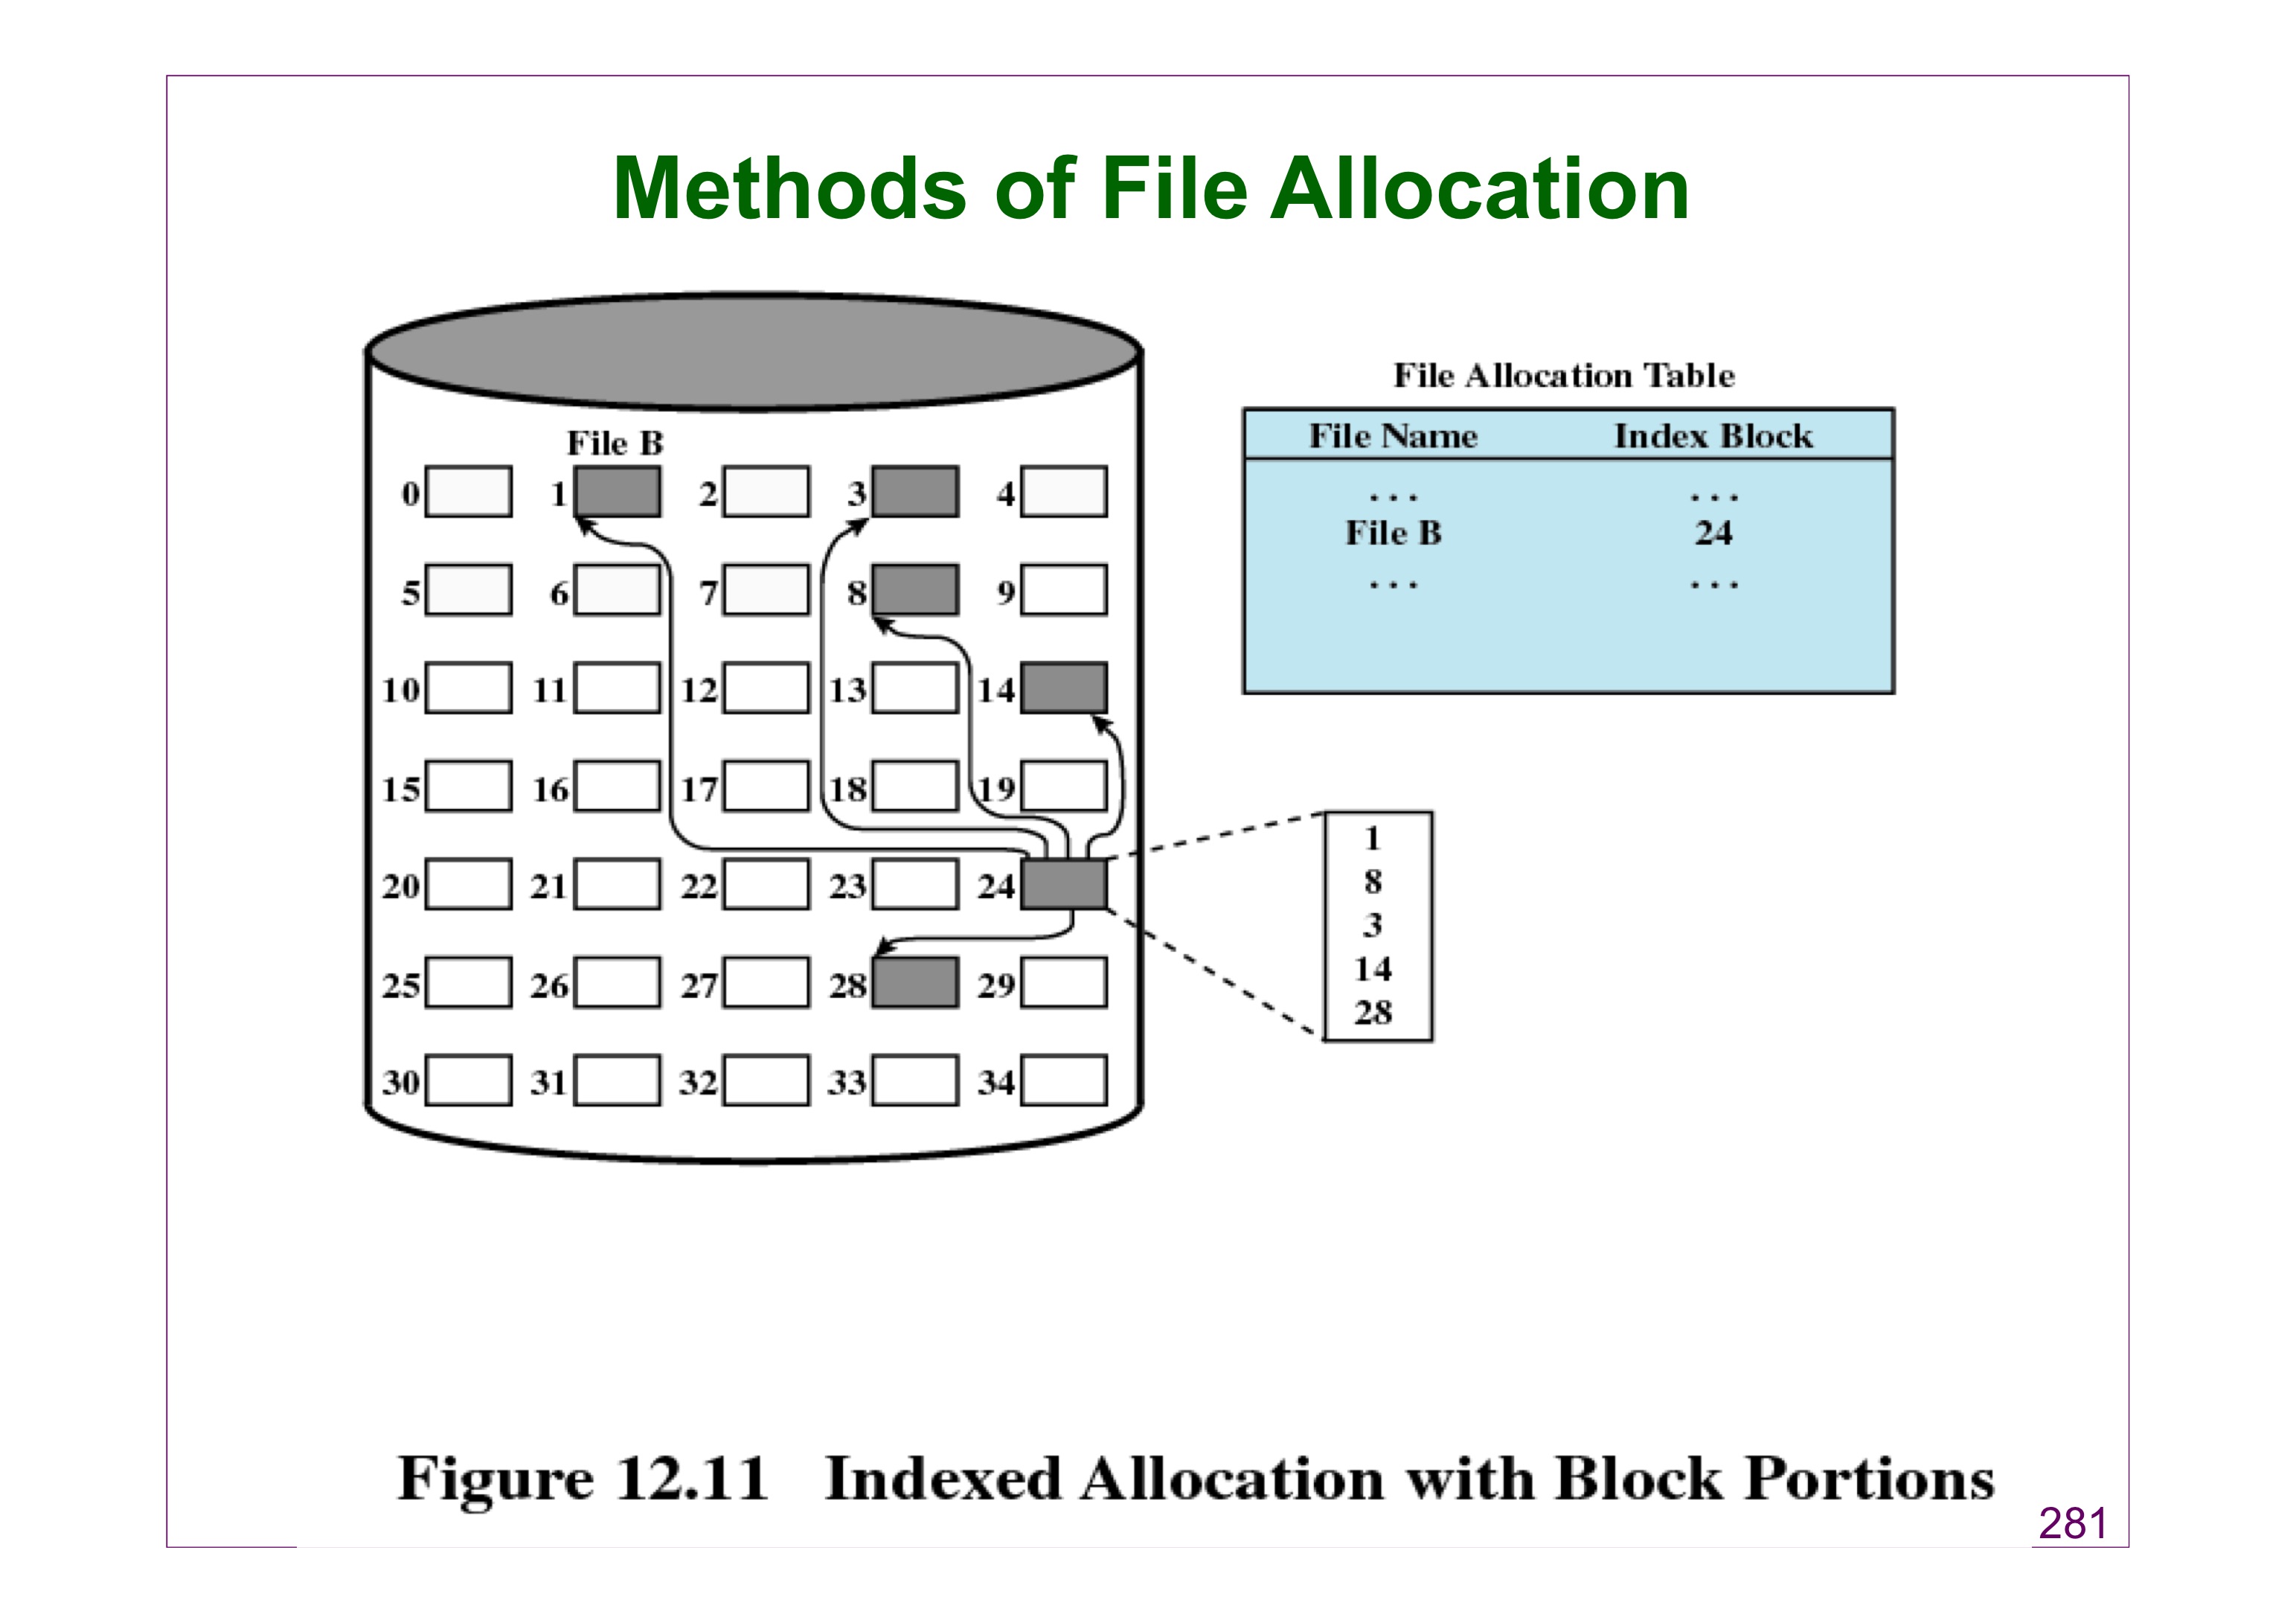 Methods of File Allocation
File B
0 1 2 3 4
5 6 7 8 9
10 11 12 13 14
15 16 17 18 19
20 21 22 23 24
25 26 27 28 29
30 31 32 33 34
File Allocation Table
File Name Index Block
. . . . . .
File B 24
. . . . . .
1
8
3
14
28
Figure 12.11 Indexed Allocation with Block Portions
281